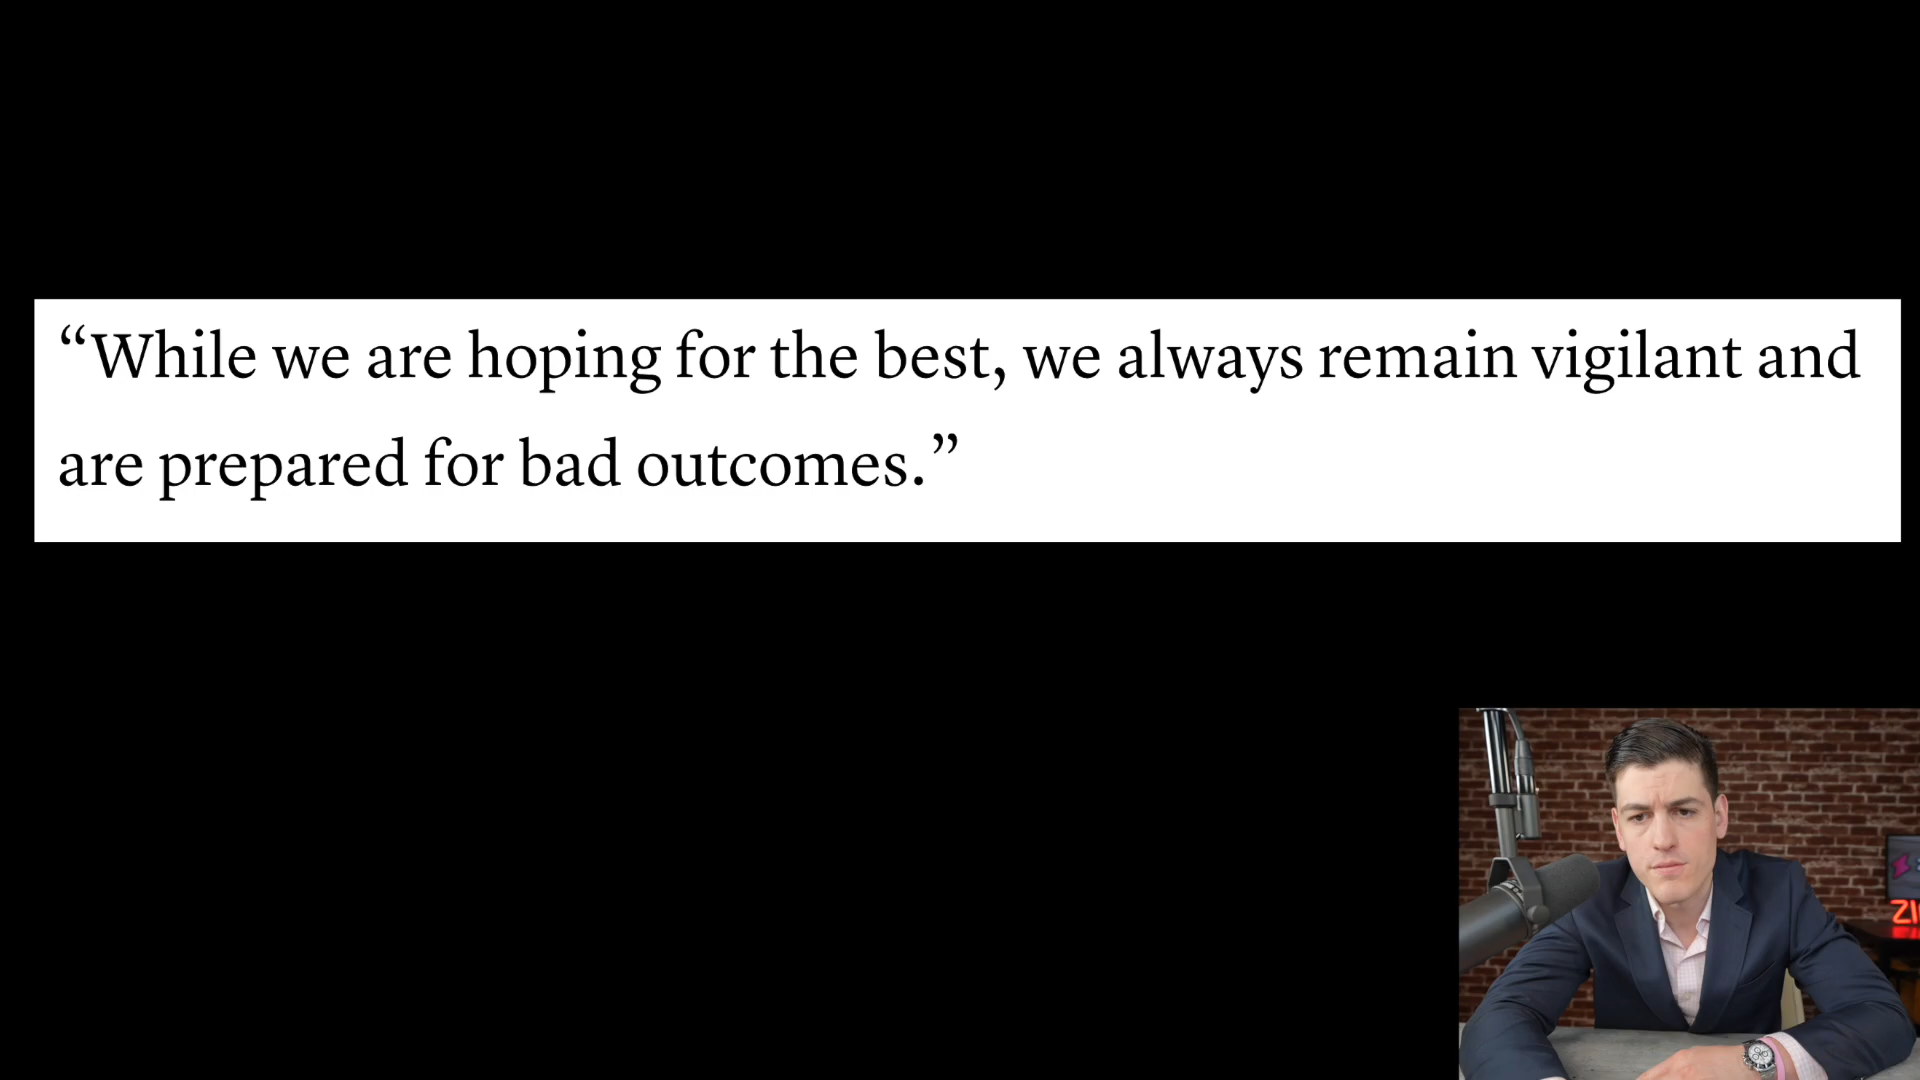 “While we are hoping for the best, we always remain vigilant and
are prepared for bad outcomes.”